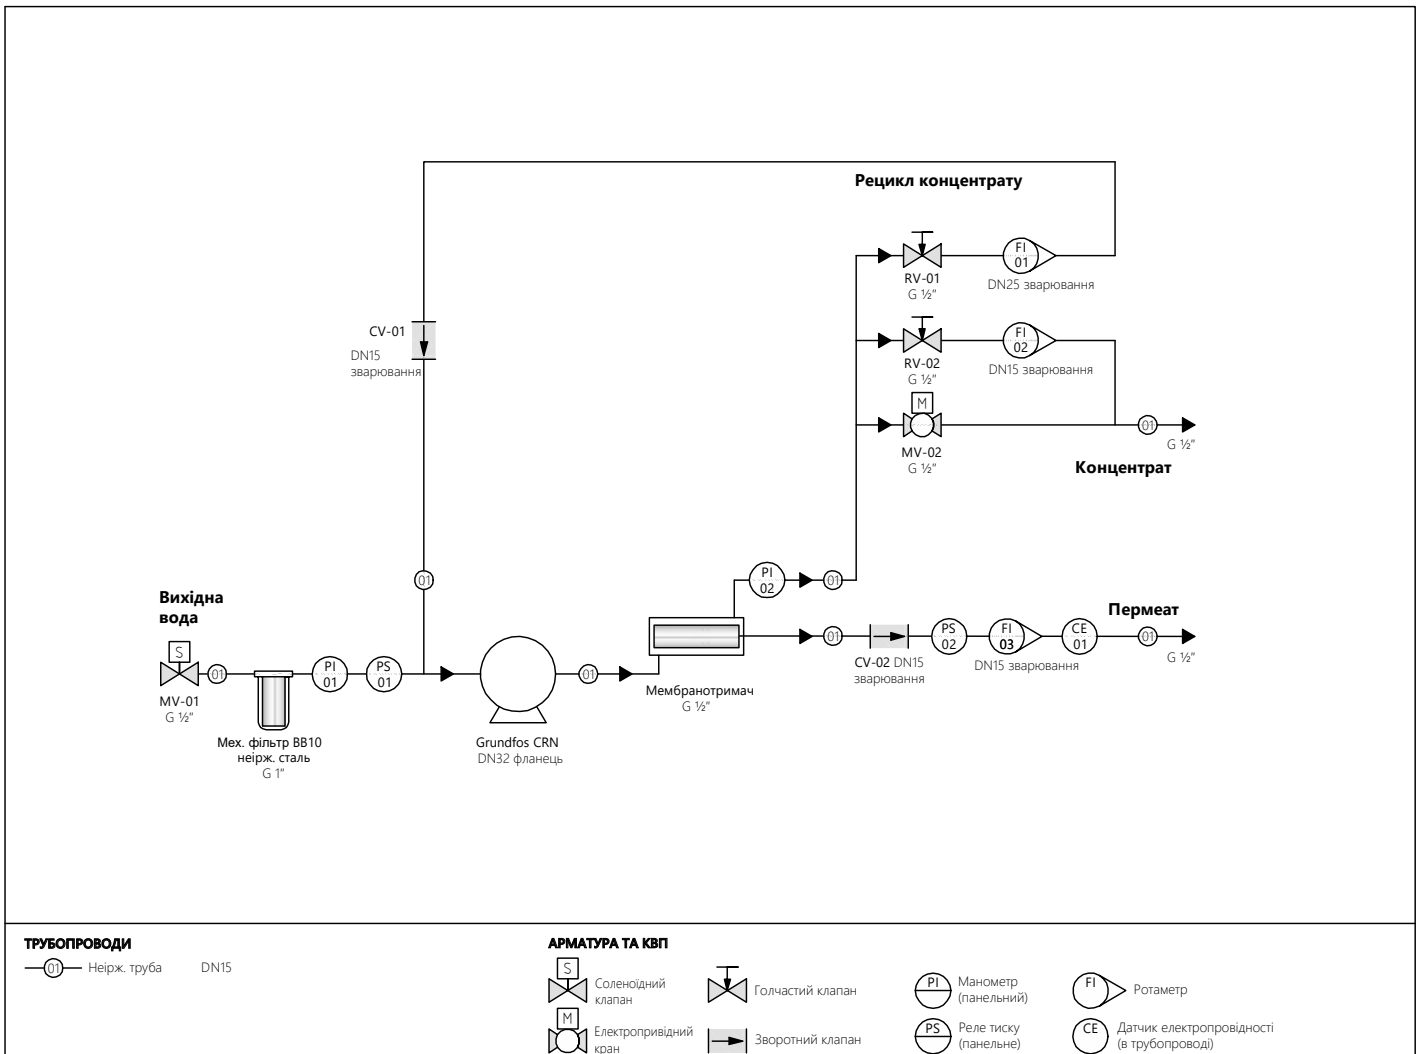 Рецикл концентрату
FI
01
RV-01
G ½"
DN25 зварювання
CV-01
DN15
зварювання
FI
02
RV-02
G ½"
DN15 зварювання
M
MV-02
G ½"
01
G ½"
Концентрат
PI
02
01
01
Вихідна
вода
S
MV-01
G ½"
01
Мех. фільтр BB10
неірж. сталь
G 1"
PI
01
PS
01
Grundfos CRN
DN32 фланець
01
Мембранотримач
G ½"
01
CV-02 DN15
зварювання
PS
02
FI
03
DN15 зварювання
CE
01
Пермеат
01
G ½"
ТРУБОПРОВОДИ
01 Неірж. труба DN15
АРМАТУРА ТА КВП
S
Соленоїдний
клапан
Голчастий клапан
PI
Манометр
(панельний)
FI
Ротаметр
M
Електропривідний
кран
Зворотний клапан
PS
Реле тиску
(панельне)
CE
Датчик електропровідності
(в трубопроводі)